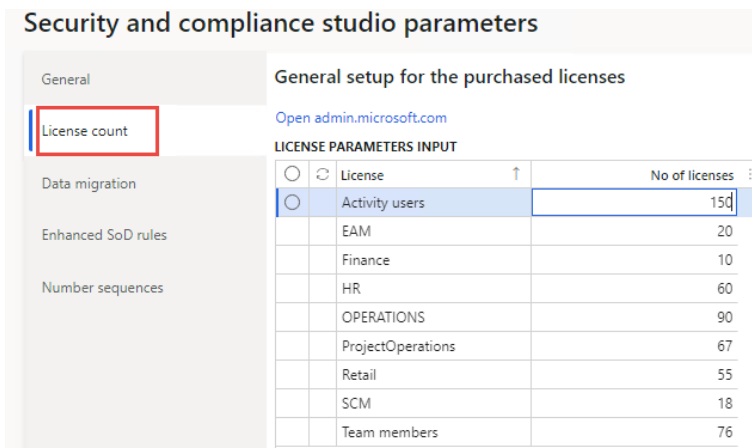 Security and compliance studio parameters
General
License count
Data migration
Enhanced SoD rules
Number sequences
General setup for the purchased licenses
Open admin.microsoft.com
LICENSE PARAMETERS INPUT
License No of licenses
Activity users 150
EAM 20
Finance 10
HR 60
OPERATIONS 90
ProjectOperations 67
Retail 55
SCM 18
Team members 76